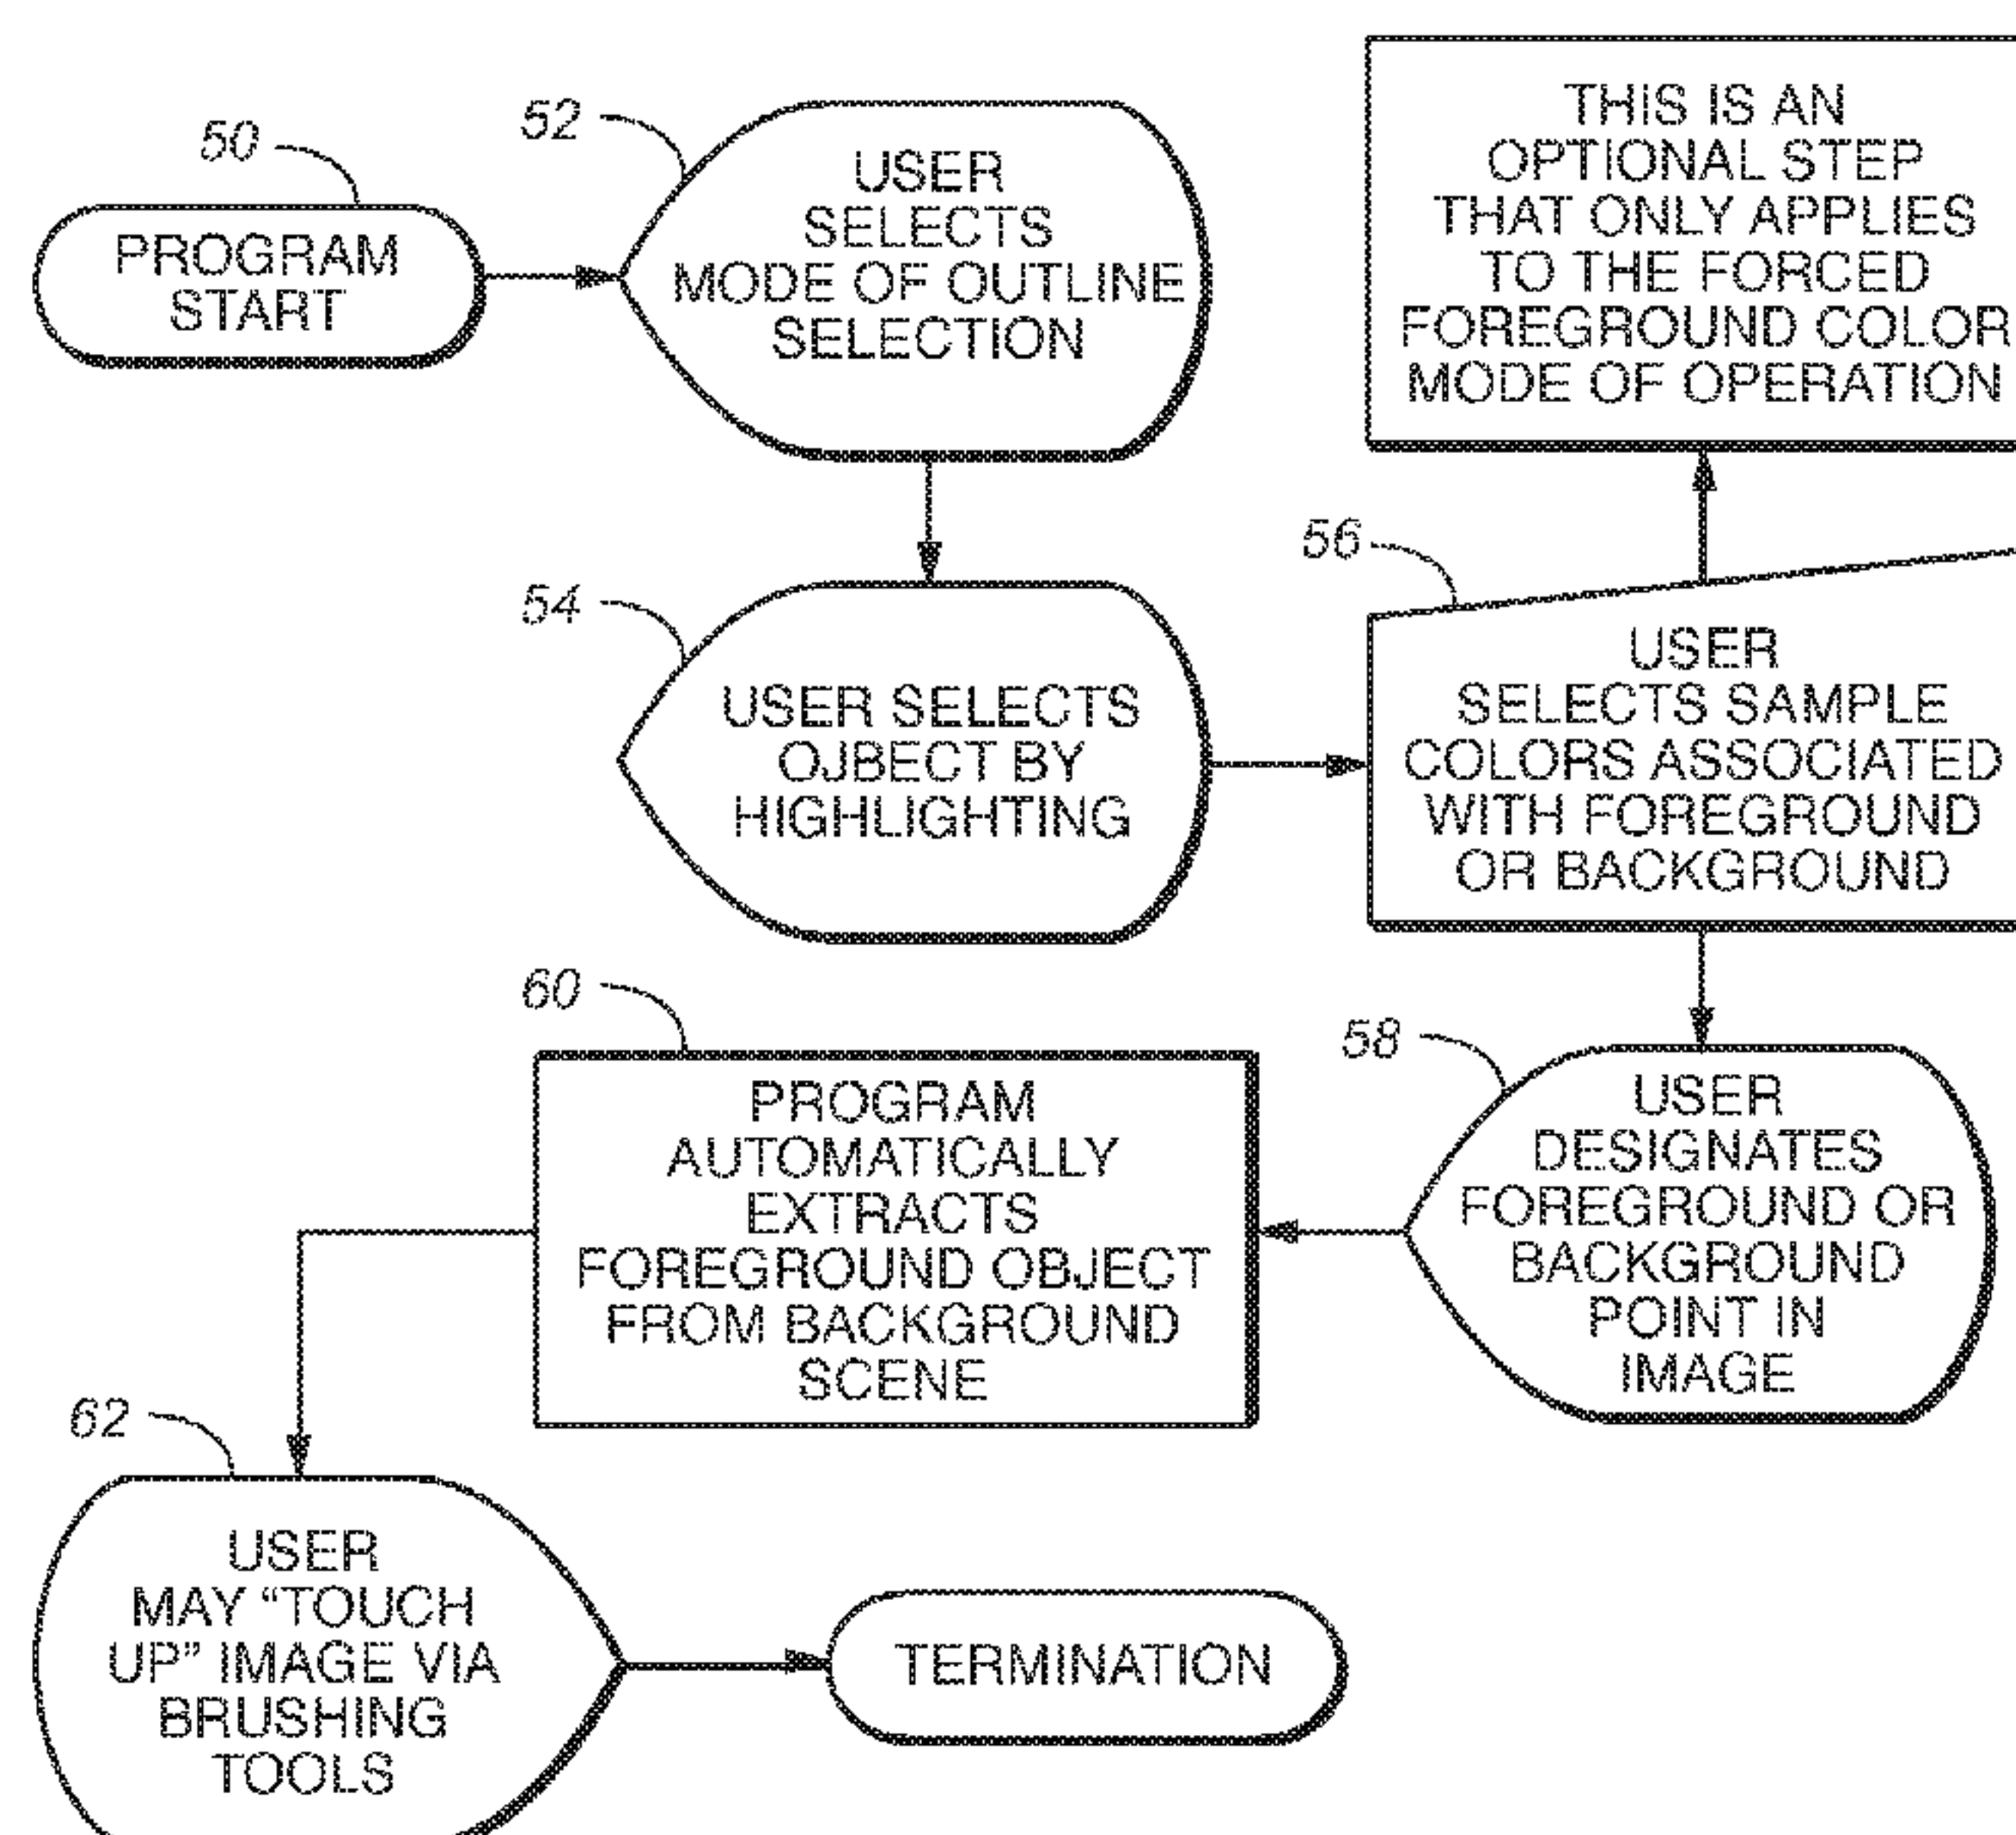 50
PROGRAM
START
52
USER
SELECTS
MODE OF OUTLINE
SELECTION
THIS IS AN
OPTIONAL STEP
THAT ONLY APPLIES
TO THE FORCED
FOREGROUND COLOR
MODE OF OPERATION
54
USER SELECTS
OJBECT BY
HIGHLIGHTING
56
USER
SELECTS SAMPLE
COLORS ASSOCIATED
WITH FOREGROUND
OR BACKGROUND
58
USER
DESIGNATES
FOREGROUND OR
BACKGROUND
POINT IN
IMAGE
60
PROGRAM
AUTOMATICALLY
EXTRACTS
FOREGROUND OBJECT
FROM BACKGROUND
SCENE
62
USER
MAY “TOUCH
UP” IMAGE VIA
BRUSHING
TOOLS
TERMINATION